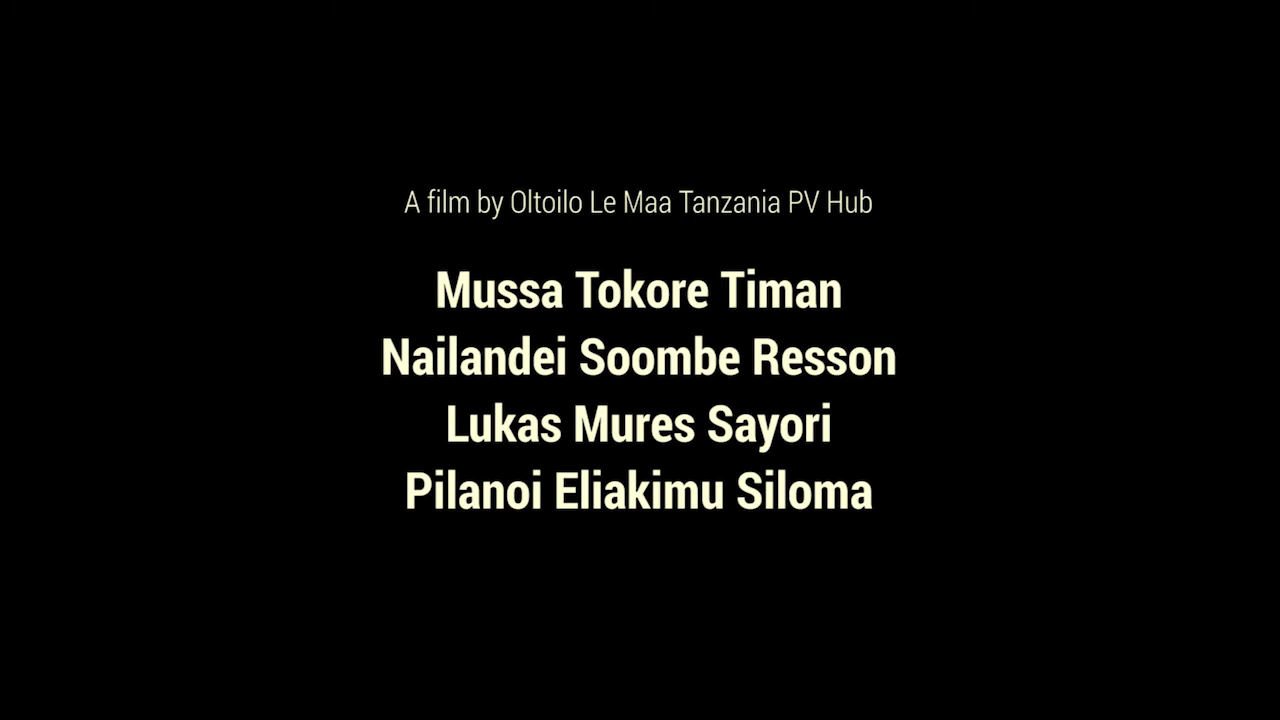 A film by Oltoilo Le Maa Tanzania PV Hub
Mussa Tokore Timan
Nailandei Soombe Resson
Lukas Mures Sayori
Pilanoi Eliakimu Siloma